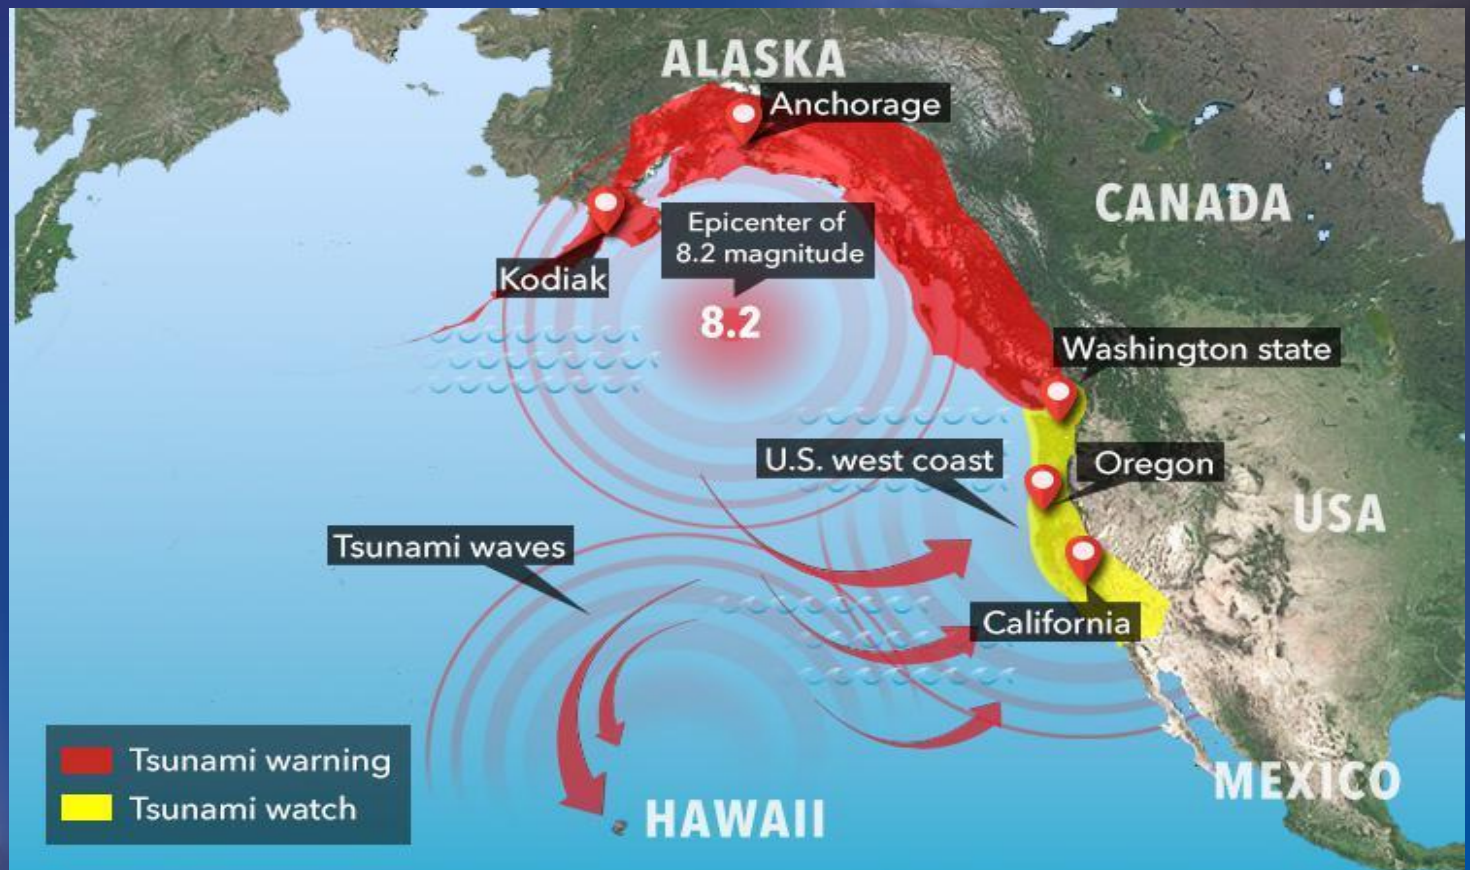 ALASKA
Anchorage
CANADA
Epicenter of
8.2 magnitude
Kodiak
8.2
Washington state
U.S. west coast
Oregon
USA
Tsunami waves
California
Tsunami warning
Tsunami watch
HAWAII
MEXICO